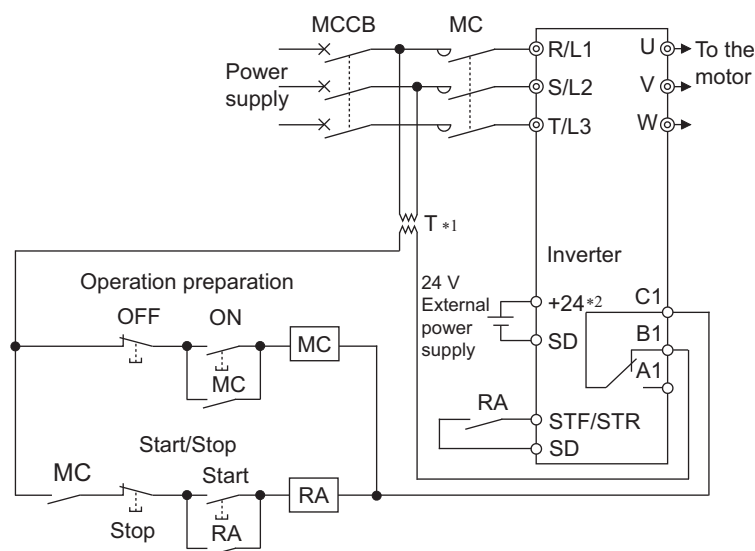 MCCB
MC
R/L1
U
To the
motor
Power
supply
S/L2
V
T/L3
W
T *1
Inverter
Operation preparation
24 V
External
power
supply
+24*2
C1
OFF
ON
MC
SD
B1
MC
A1
RA
STF/STR
Start/Stop
SD
MC
Start
RA
Stop
RA